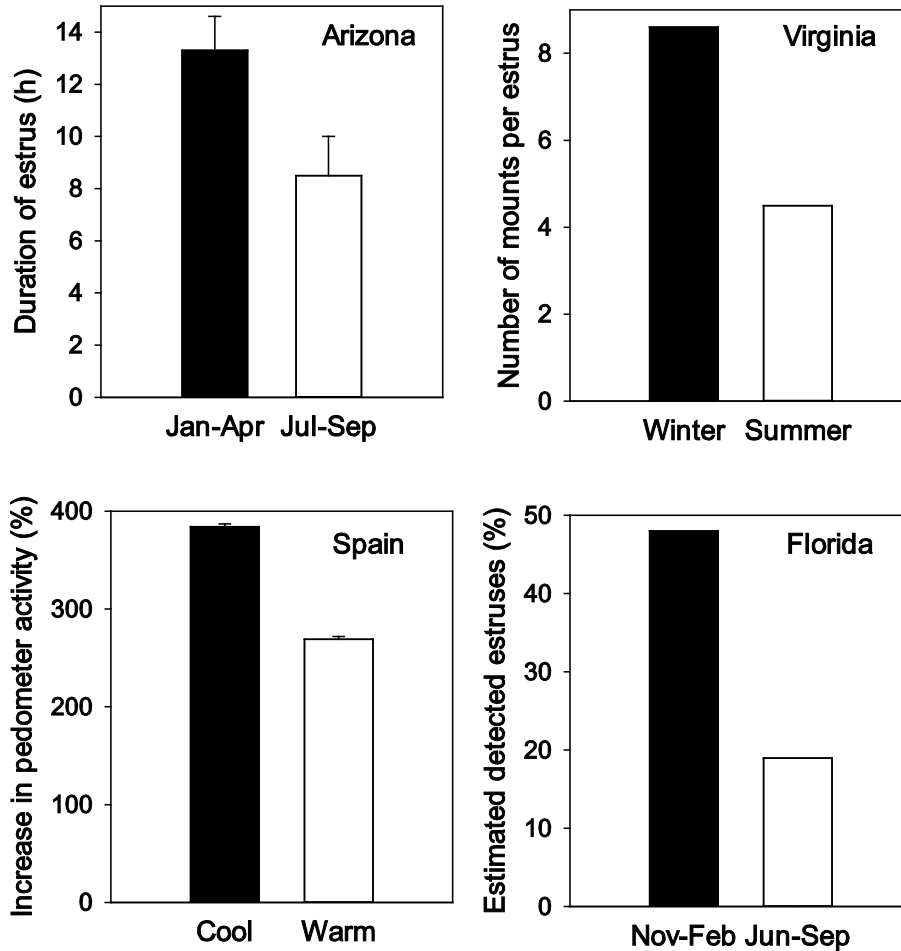 Duration of estrus (h)
14
12
10
8
6
4
2
0
Arizona
Jan-Apr Jul-Sep
Number of mounts per estrus
8
6
4
2
0
Virginia
Winter Summer
Increase in pedometer activity (%)
400
300
200
100
0
Spain
Cool Warm
Estimated detected estruses (%)
50
40
30
20
10
0
Florida
Nov-Feb Jun-Sep